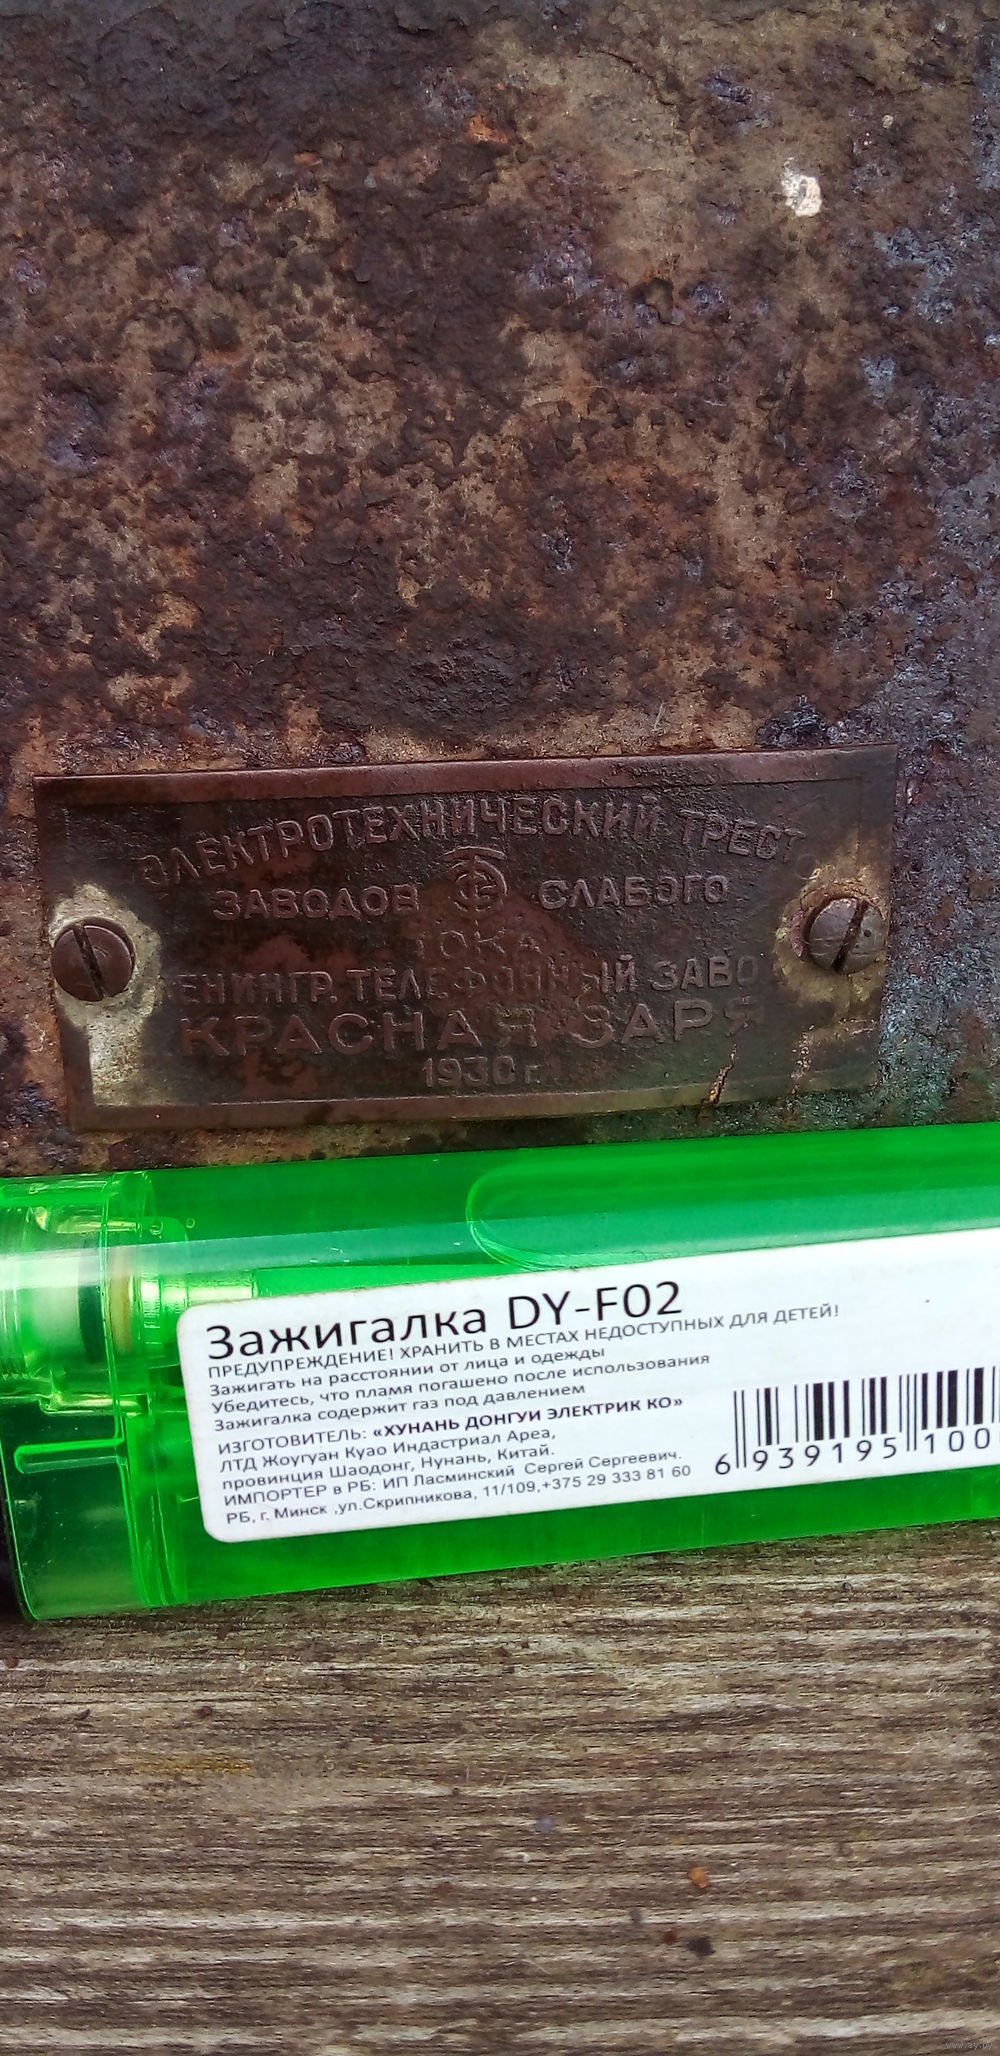 ЭЛЕКТРОТЕХНИЧЕСКИЙ ТРЕСТ
ЗАВОДОВ СЛАБОГО
ТОКА
ЛЕНИНГР. ТЕЛЕФОННЫЙ ЗАВОД
КРАСНАЯ ЗАРЯ
1930 г.
Зажигалка DY-F02
ПРЕДУПРЕЖДЕНИЕ! ХРАНИТЬ В МЕСТАХ НЕДОСТУПНЫХ ДЛЯ ДЕТЕЙ!
Зажигать на расстоянии от лица и одежды
Убедитесь, что пламя погашено после использования
Зажигалка содержит газ под давлением
ИЗГОТОВИТЕЛЬ: «ХУНАНЬ ДОНГУИ ЭЛЕКТРИК КО»
ЛТД Жоугуан Куао Индастриал Ареа,
провинция Шаодонг, Нунань, Китай.
ИМПОРТЕР в РБ: ИП Ласминский Сергей Сергеевич.
РБ, г. Минск ,ул.Скрипникова, 11/109,+375 29 333 81 60
6 939195 100
www.ay.by